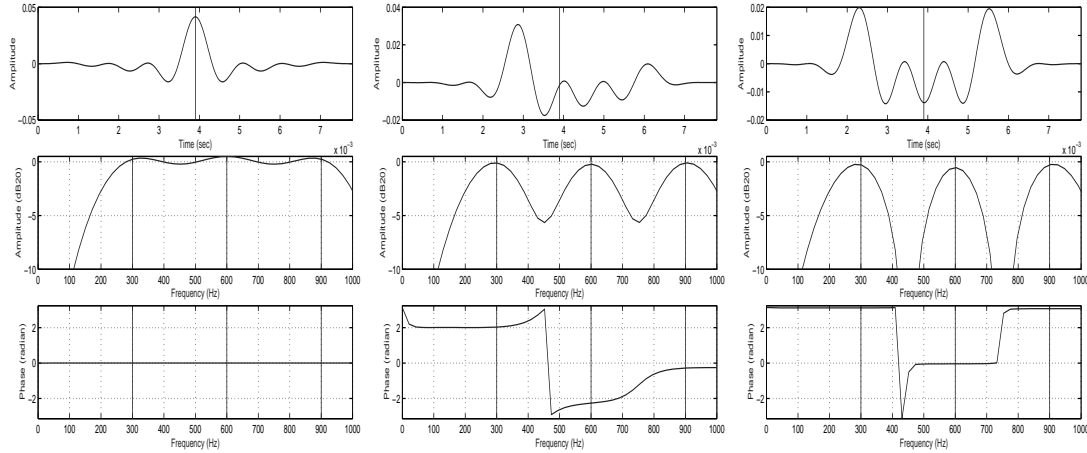 0.05
0
−0.05
Amplitude
0 1 2 3 4 5 6 7
Time (sec)
x 10⁻³
0.04
0.02
0
−0.02
Amplitude
0 1 2 3 4 5 6 7
Time (sec)
x 10⁻³
0.02
0.01
0
−0.01
−0.02
Amplitude
0 1 2 3 4 5 6 7
Time (sec)
x 10⁻³
0
−5
−10
Amplitude (dB20)
0 100 200 300 400 500 600 700 800 900 1000
Frequency (Hz)
0
−5
−10
Amplitude (dB20)
0 100 200 300 400 500 600 700 800 900 1000
Frequency (Hz)
0
−5
−10
Amplitude (dB20)
0 100 200 300 400 500 600 700 800 900 1000
Frequency (Hz)
2
0
−2
Phase (radian)
0 100 200 300 400 500 600 700 800 900 1000
Frequency (Hz)
2
0
−2
Phase (radian)
0 100 200 300 400 500 600 700 800 900 1000
Frequency (Hz)
2
0
−2
Phase (radian)
0 100 200 300 400 500 600 700 800 900 1000
Frequency (Hz)